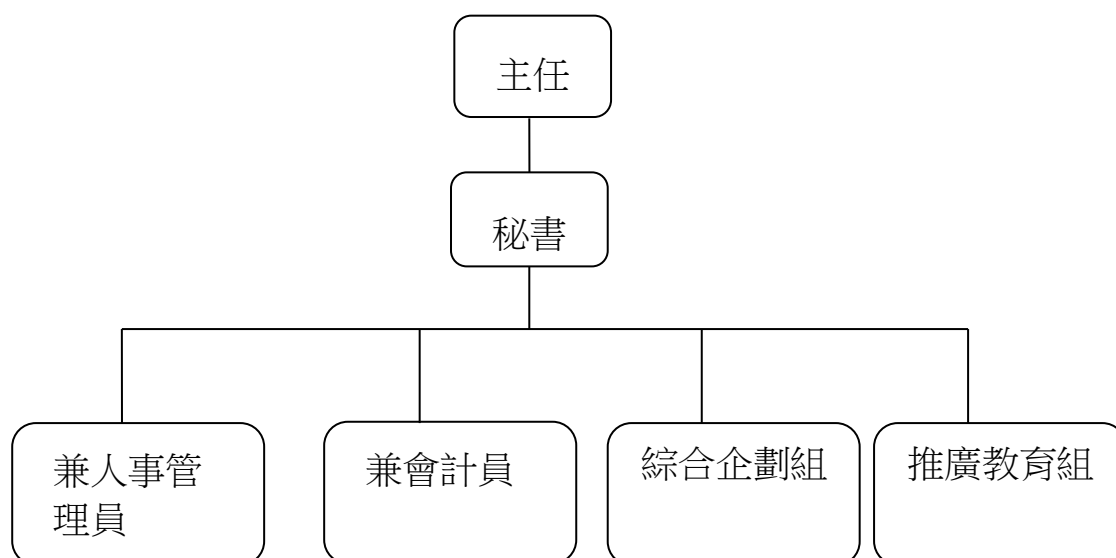 主任
秘書
兼人事管
理員
兼會計員
綜合企劃組
推廣教育組